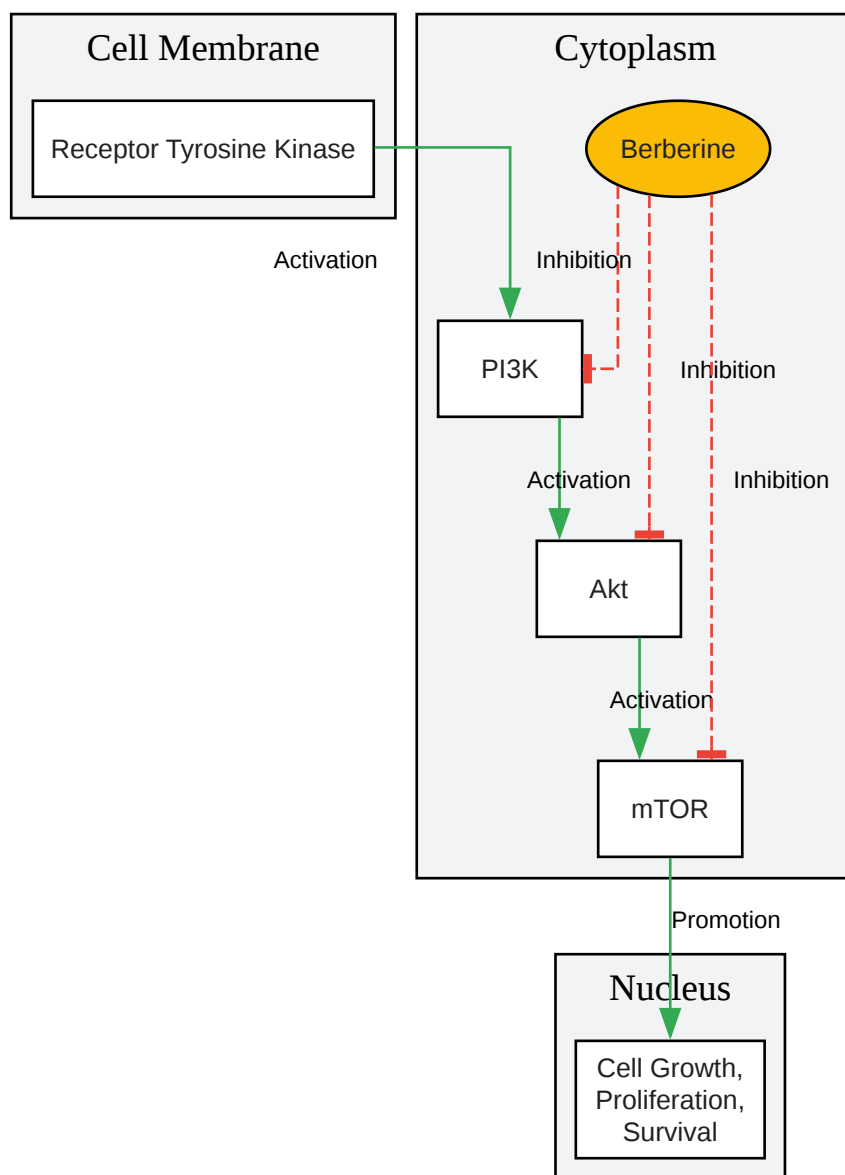 Cell Membrane
Cytoplasm
Receptor Tyrosine Kinase
Berberine
Activation
Inhibition
PI3K
Inhibition
Activation
Inhibition
Akt
Activation
mTOR
Promotion
Nucleus
Cell Growth,
Proliferation,
Survival